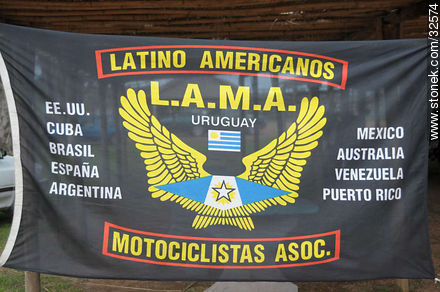 LATINO AMERICANOS
L.A.M.A.
URUGUAY
EE.UU.
CUBA
BRASIL
ESPAÑA
ARGENTINA
MEXICO
AUSTRALIA
VENEZUELA
PUERTO RICO
MOTOCICLISTAS ASOC.
www.stonek.com / No. 32574